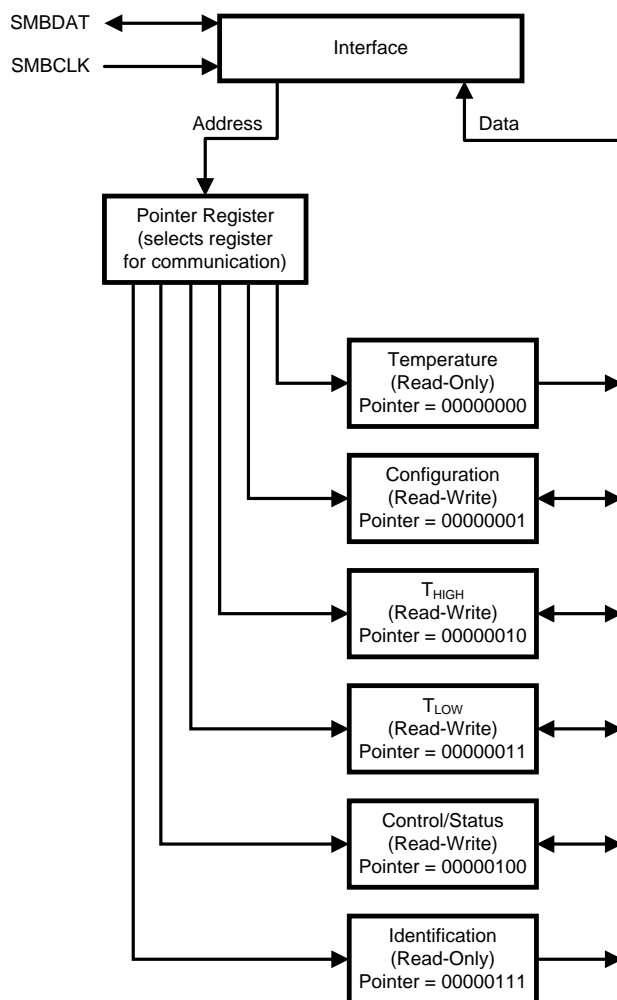 SMBDAT
SMBCLK
Interface
Address
Data
Pointer Register
(selects register
for communication)
Temperature
(Read-Only)
Pointer = 00000000
Configuration
(Read-Write)
Pointer = 00000001
THIGH
(Read-Write)
Pointer = 00000010
TLOW
(Read-Write)
Pointer = 00000011
Control/Status
(Read-Write)
Pointer = 00000100
Identification
(Read-Only)
Pointer = 00000111